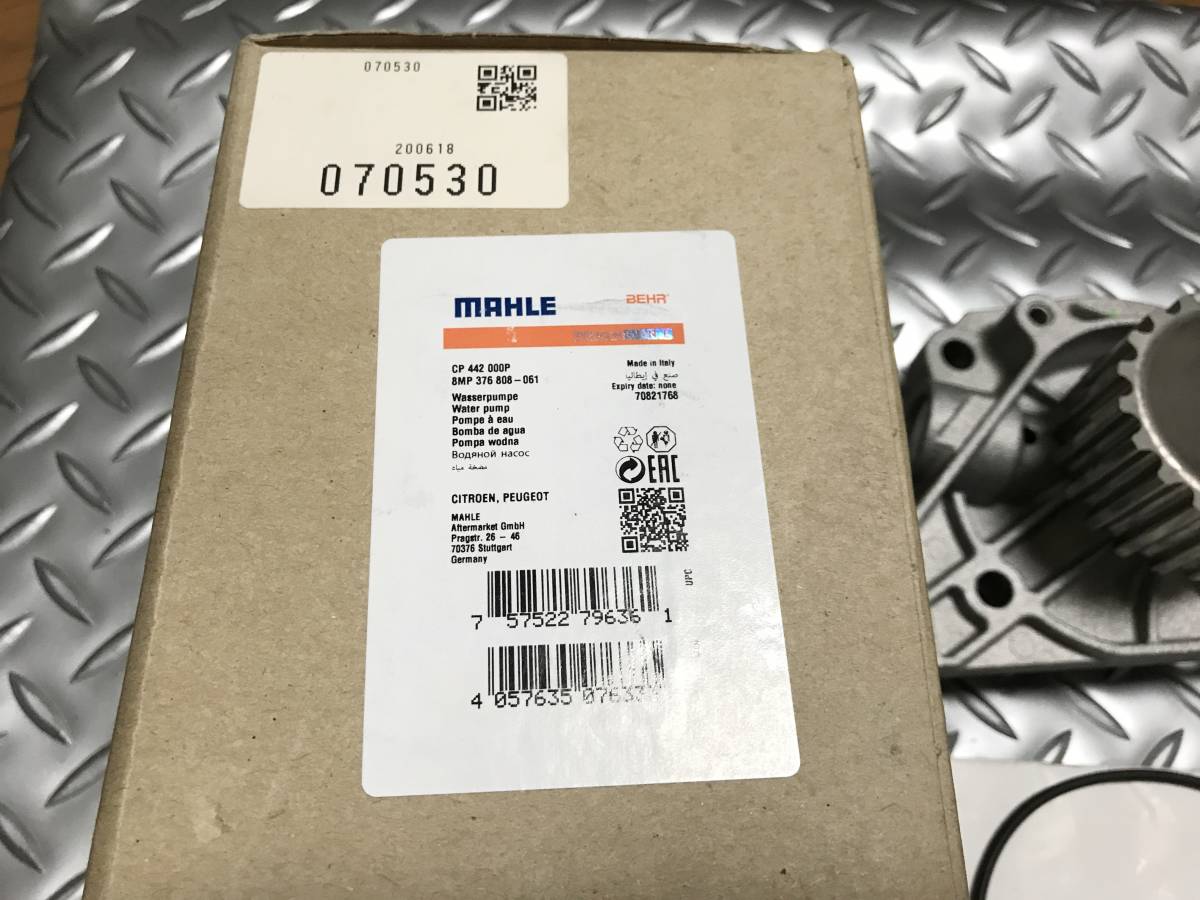 070530
200618
070530
MAHLE BEHR
CP 442 000P
8MP 376 808-061
Made in Italy
صنع في إيطاليا
Expiry date: none
70821768
Wasserpumpe
Water pump
Pompe à eau
Bomba de agua
Pompa wodna
Водяной насос
مضخة مياه
EAC
CITROEN, PEUGEOT
MAHLE
Aftermarket GmbH
Pragstr. 26 - 46
70376 Stuttgart
Germany
UPC
7 57522 79636 1
4 057635